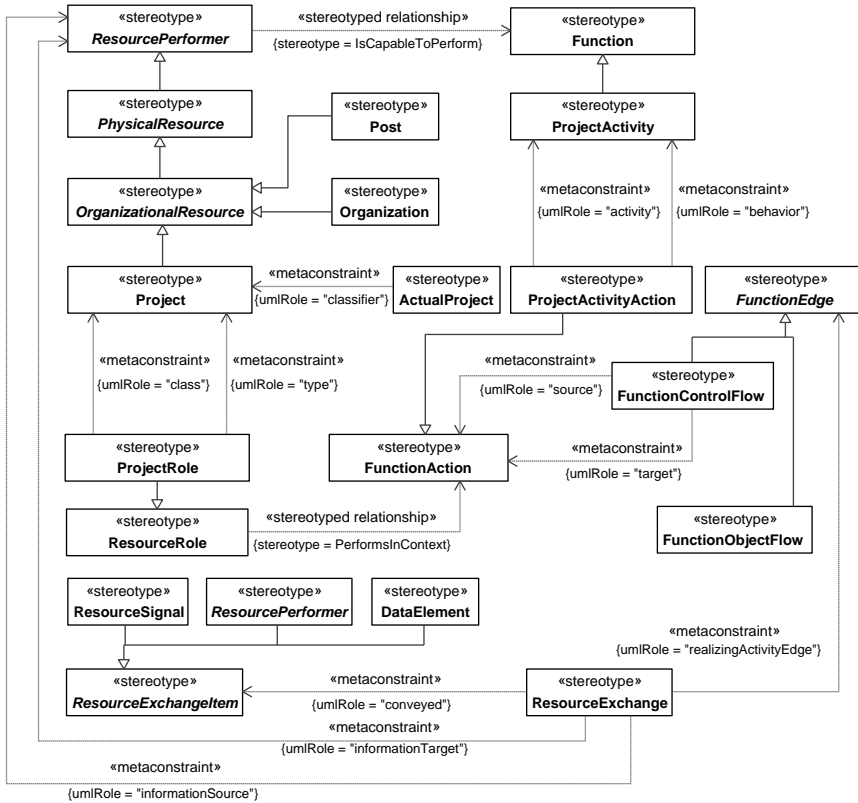 «stereotype»
ResourcePerformer
«stereotyped relationship»
{stereotype = IsCapableToPerform}
«stereotype»
Function
«stereotype»
PhysicalResource
«stereotype»
Post
«stereotype»
ProjectActivity
«stereotype»
OrganizationalResource
«stereotype»
Organization
«metaconstraint»
{umlRole = "activity"}
«metaconstraint»
{umlRole = "behavior"}
«stereotype»
Project
«metaconstraint»
{umlRole = "classifier"}
«stereotype»
ActualProject
«stereotype»
ProjectActivityAction
«stereotype»
FunctionEdge
«metaconstraint»
{umlRole = "class"}
«metaconstraint»
{umlRole = "type"}
«metaconstraint»
{umlRole = "source"}
«stereotype»
FunctionControlFlow
«stereotype»
ProjectRole
«stereotype»
FunctionAction
«metaconstraint»
{umlRole = "target"}
«stereotype»
ResourceRole
«stereotyped relationship»
{stereotype = PerformsInContext}
«stereotype»
FunctionObjectFlow
«stereotype»
ResourceSignal
«stereotype»
ResourcePerformer
«stereotype»
DataElement
«metaconstraint»
{umlRole = "realizingActivityEdge"}
«stereotype»
ResourceExchangeItem
«metaconstraint»
{umlRole = "conveyed"}
«stereotype»
ResourceExchange
«metaconstraint»
{umlRole = "informationTarget"}
«metaconstraint»
{umlRole = "informationSource"}